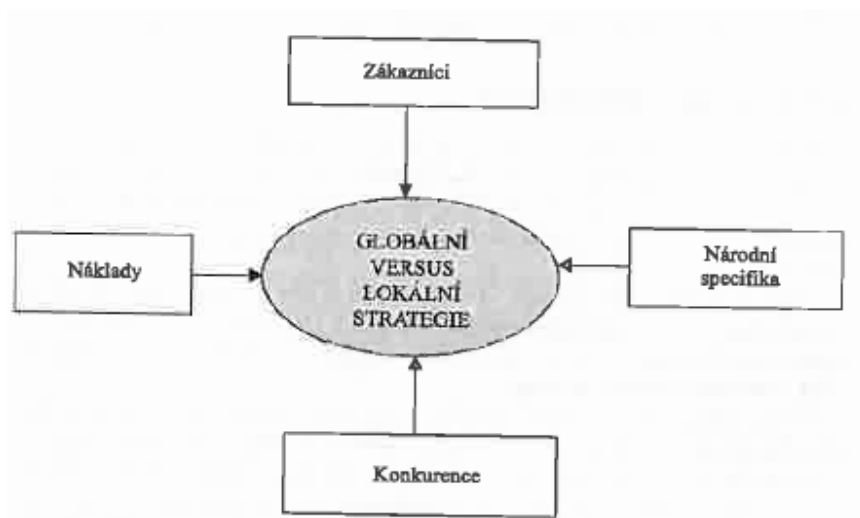 Zákazníci
Náklady
GLOBÁLNÍ
VERSUS
LOKÁLNÍ
STRATEGIE
Národní
specifika
Konkurence